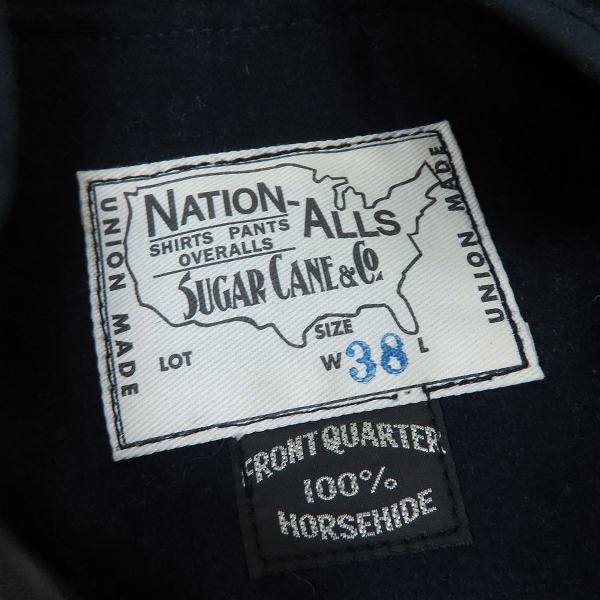 NATION-ALLS
SHIRTS PANTS
OVERALLS
SUGAR CANE & CO.
UNION MADE
UNION MADE
LOT
SIZE
W 38 L
FRONT QUARTER
100%
HORSEHIDE